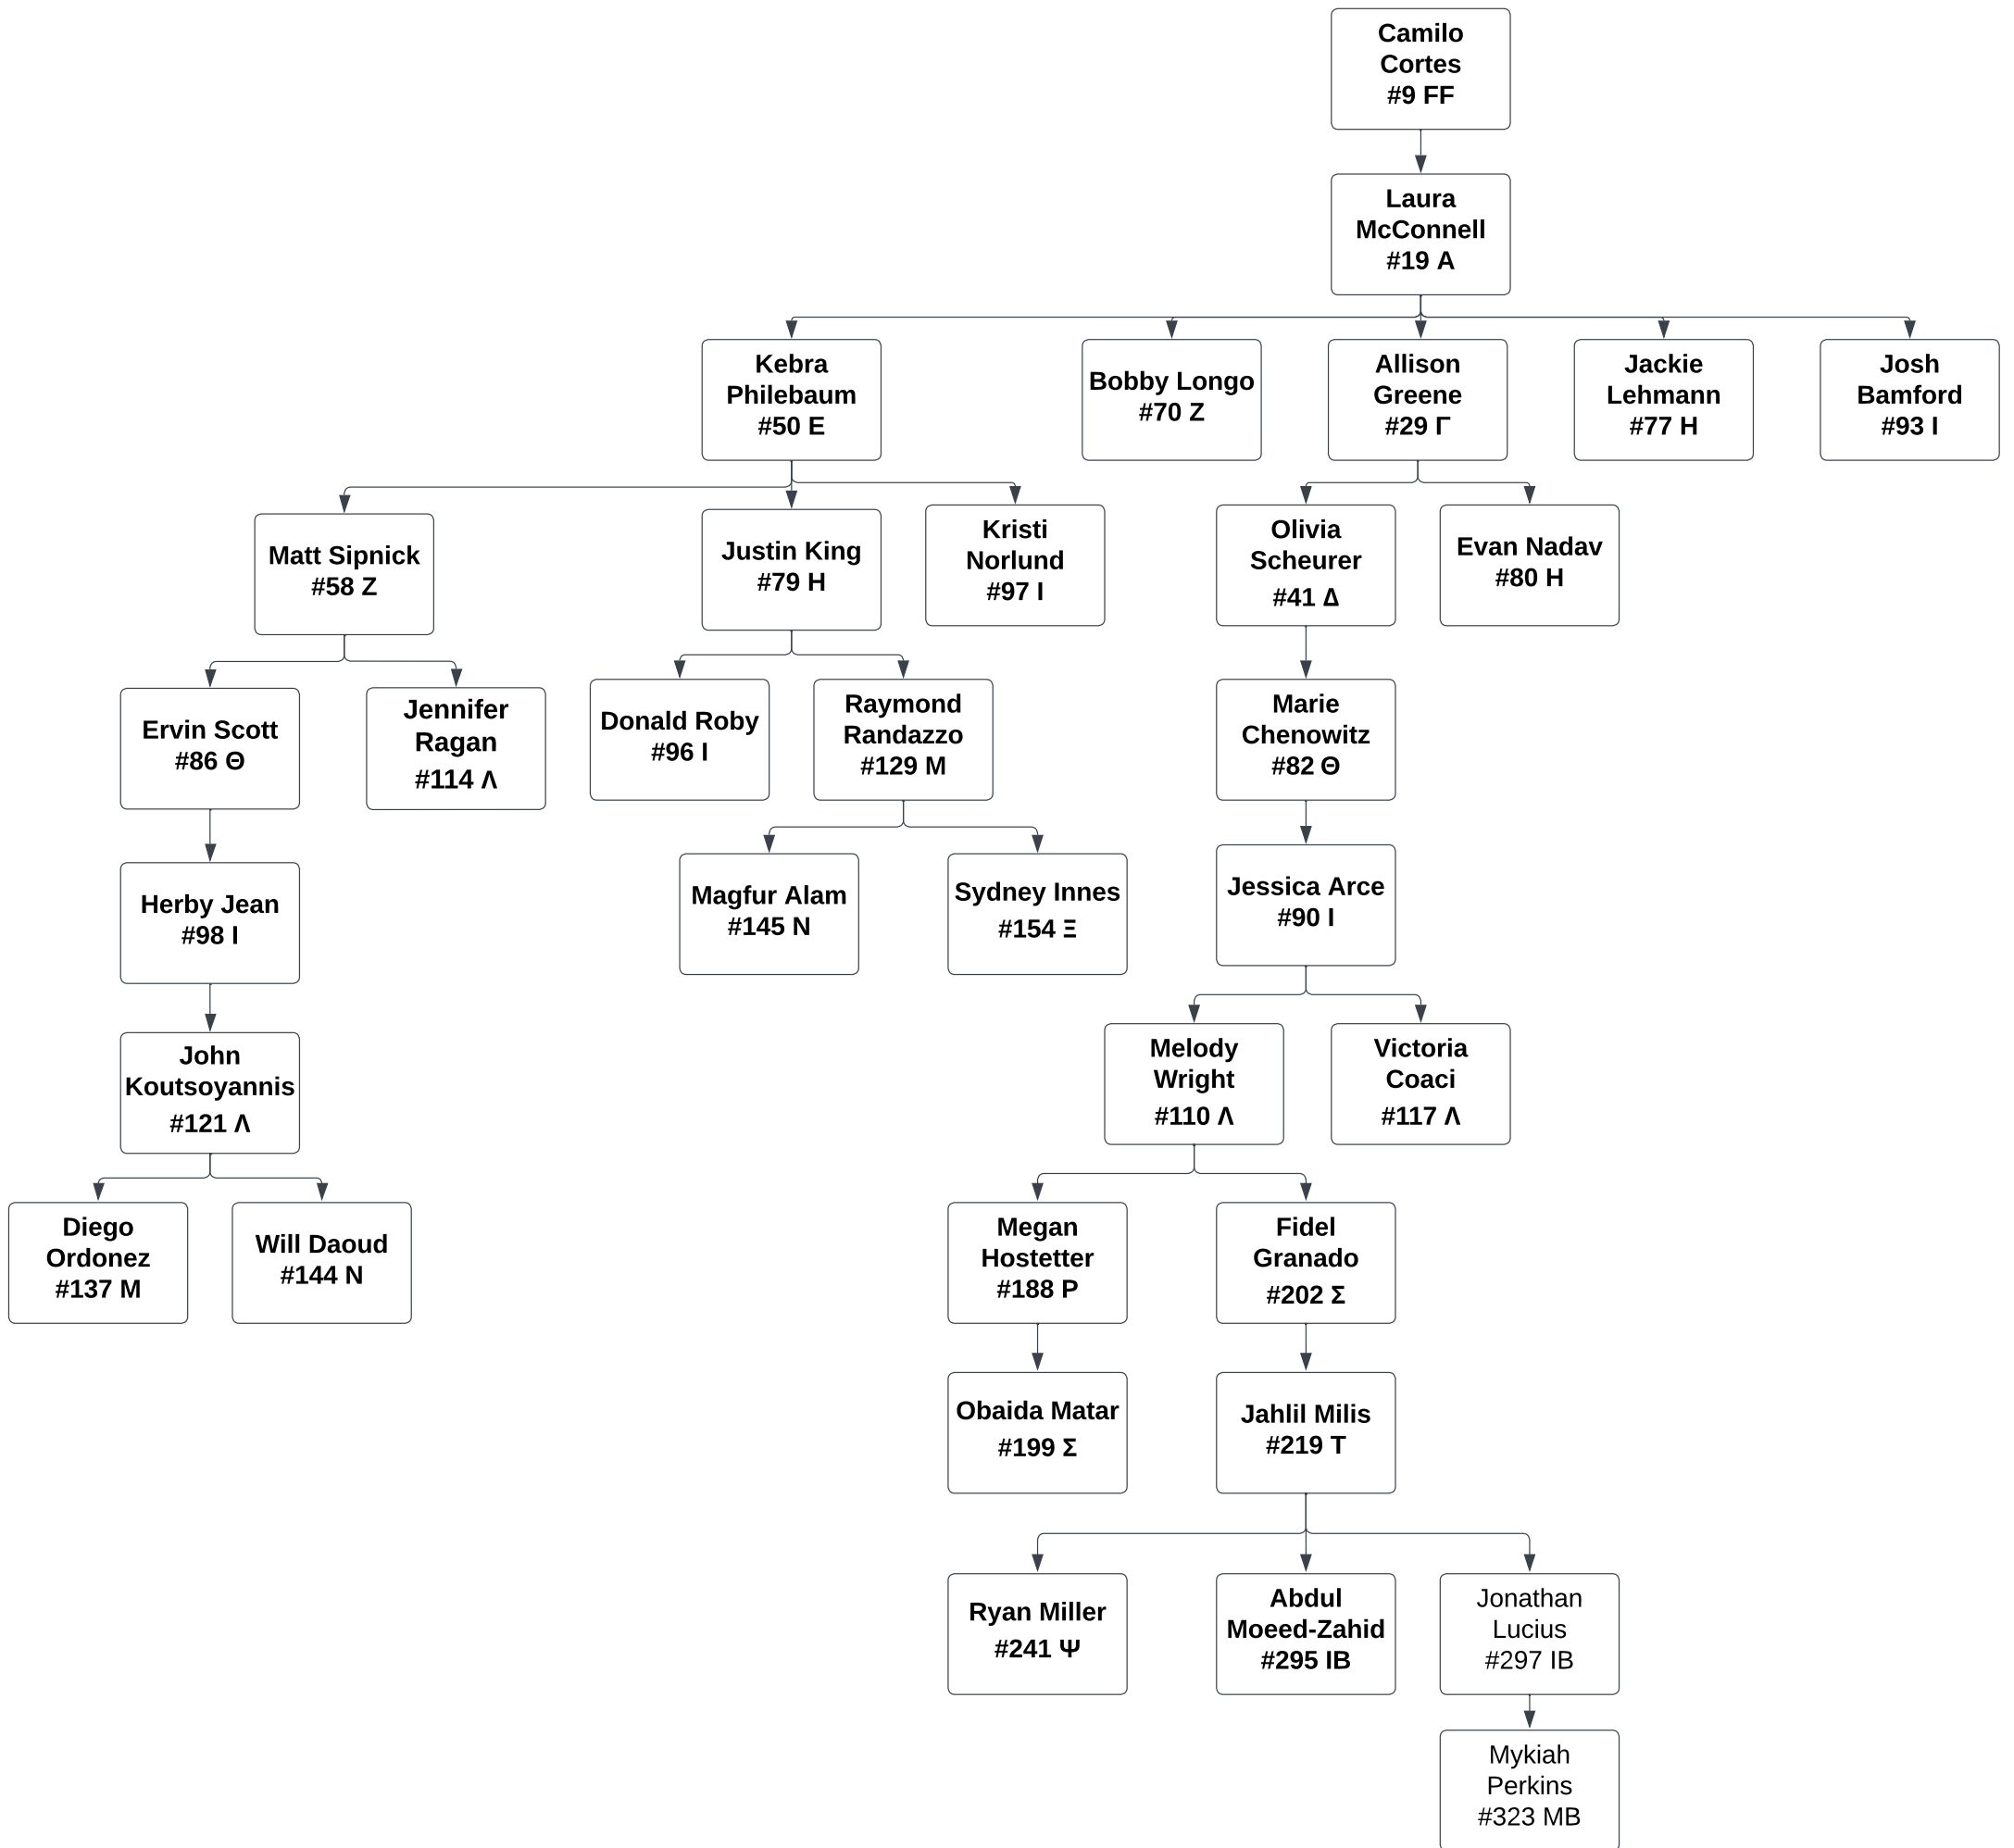 Camilo
Cortes
#9 FF
Laura
McConnell
#19 A
Kebra
Philebaum
#50 E
Bobby Longo
#70 Z
Allison
Greene
#29 Γ
Jackie
Lehmann
#77 H
Josh
Bamford
#93 I
Matt Sipnick
#58 Z
Justin King
#79 H
Kristi
Norlund
#97 I
Olivia
Scheurer
#41 Δ
Evan Nadav
#80 H
Ervin Scott
#86 Θ
Jennifer
Ragan
#114 Λ
Donald Roby
#96 I
Raymond
Randazzo
#129 M
Marie
Chenowitz
#82 Θ
Herby Jean
#98 I
Magfur Alam
#145 N
Sydney Innes
#154 Ξ
Jessica Arce
#90 I
John
Koutsoyannis
#121 Λ
Melody
Wright
#110 Λ
Victoria
Coaci
#117 Λ
Diego
Ordonez
#137 M
Will Daoud
#144 N
Megan
Hostetter
#188 P
Fidel
Granado
#202 Σ
Obaida Matar
#199 Σ
Jahlil Milis
#219 T
Ryan Miller
#241 Ψ
Abdul
Moeed-Zahid
#295 IB
Jonathan
Lucius
#297 IB
Mykiah
Perkins
#323 MB